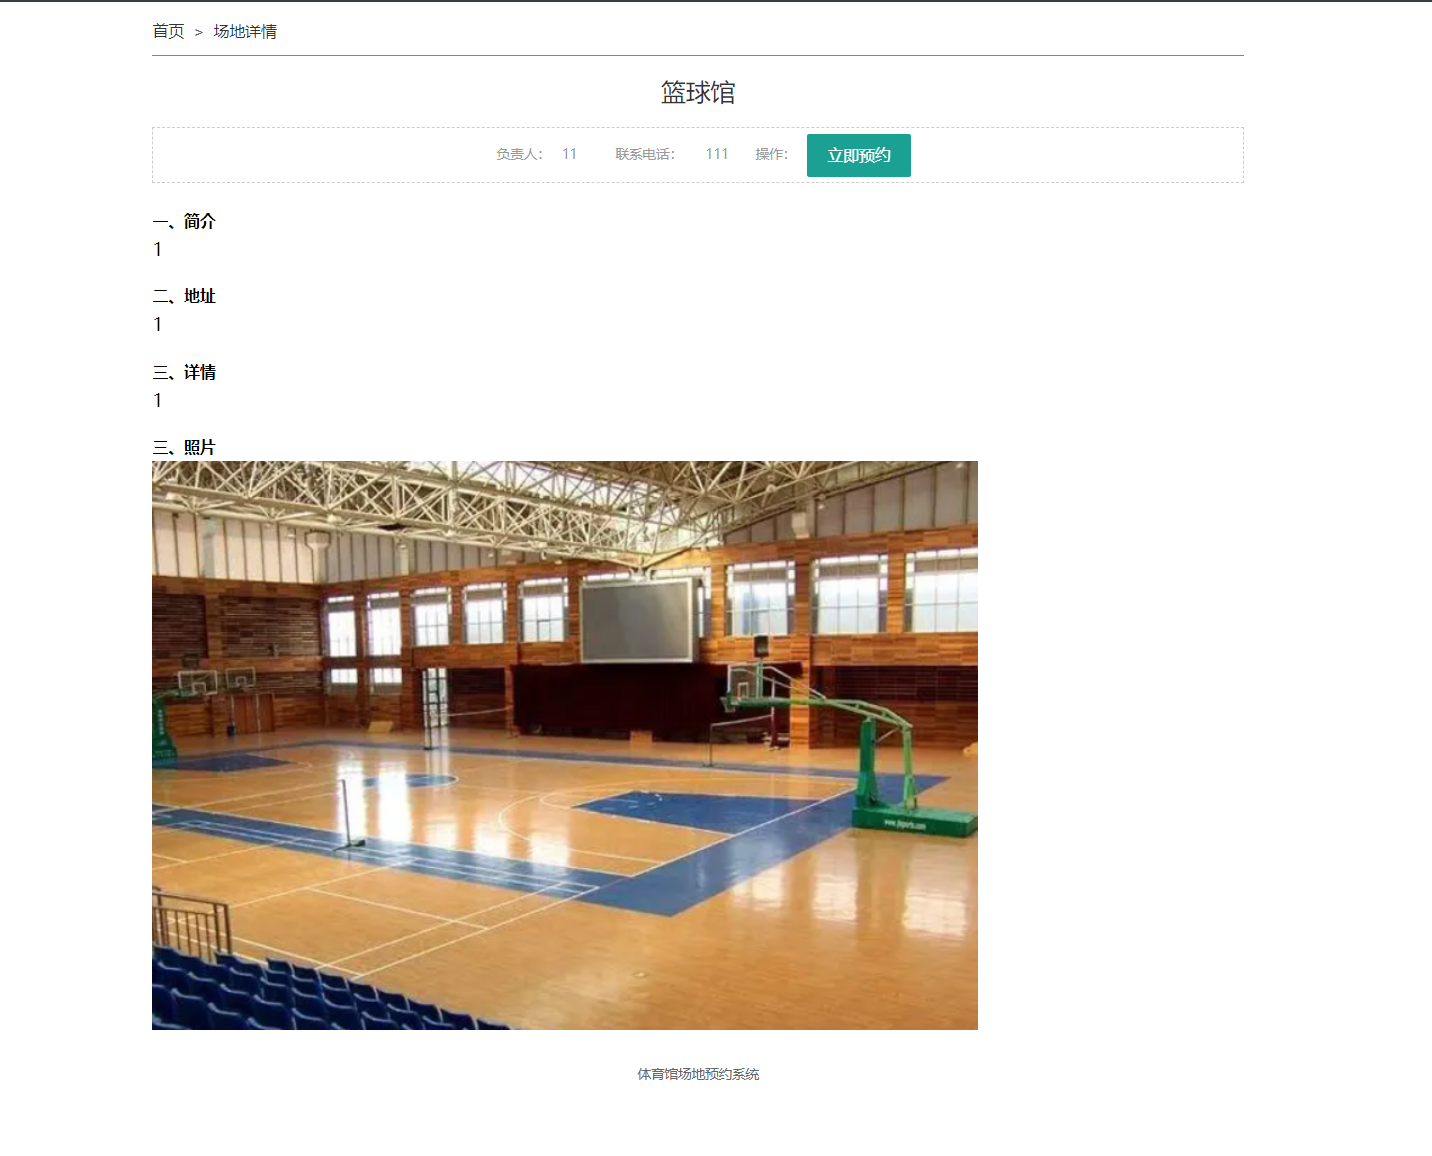 首页 > 场地详情
篮球馆
负责人： 11 联系电话： 111 操作： 立即预约
一、简介
1
二、地址
1
三、详情
1
三、照片
体育馆场地预约系统